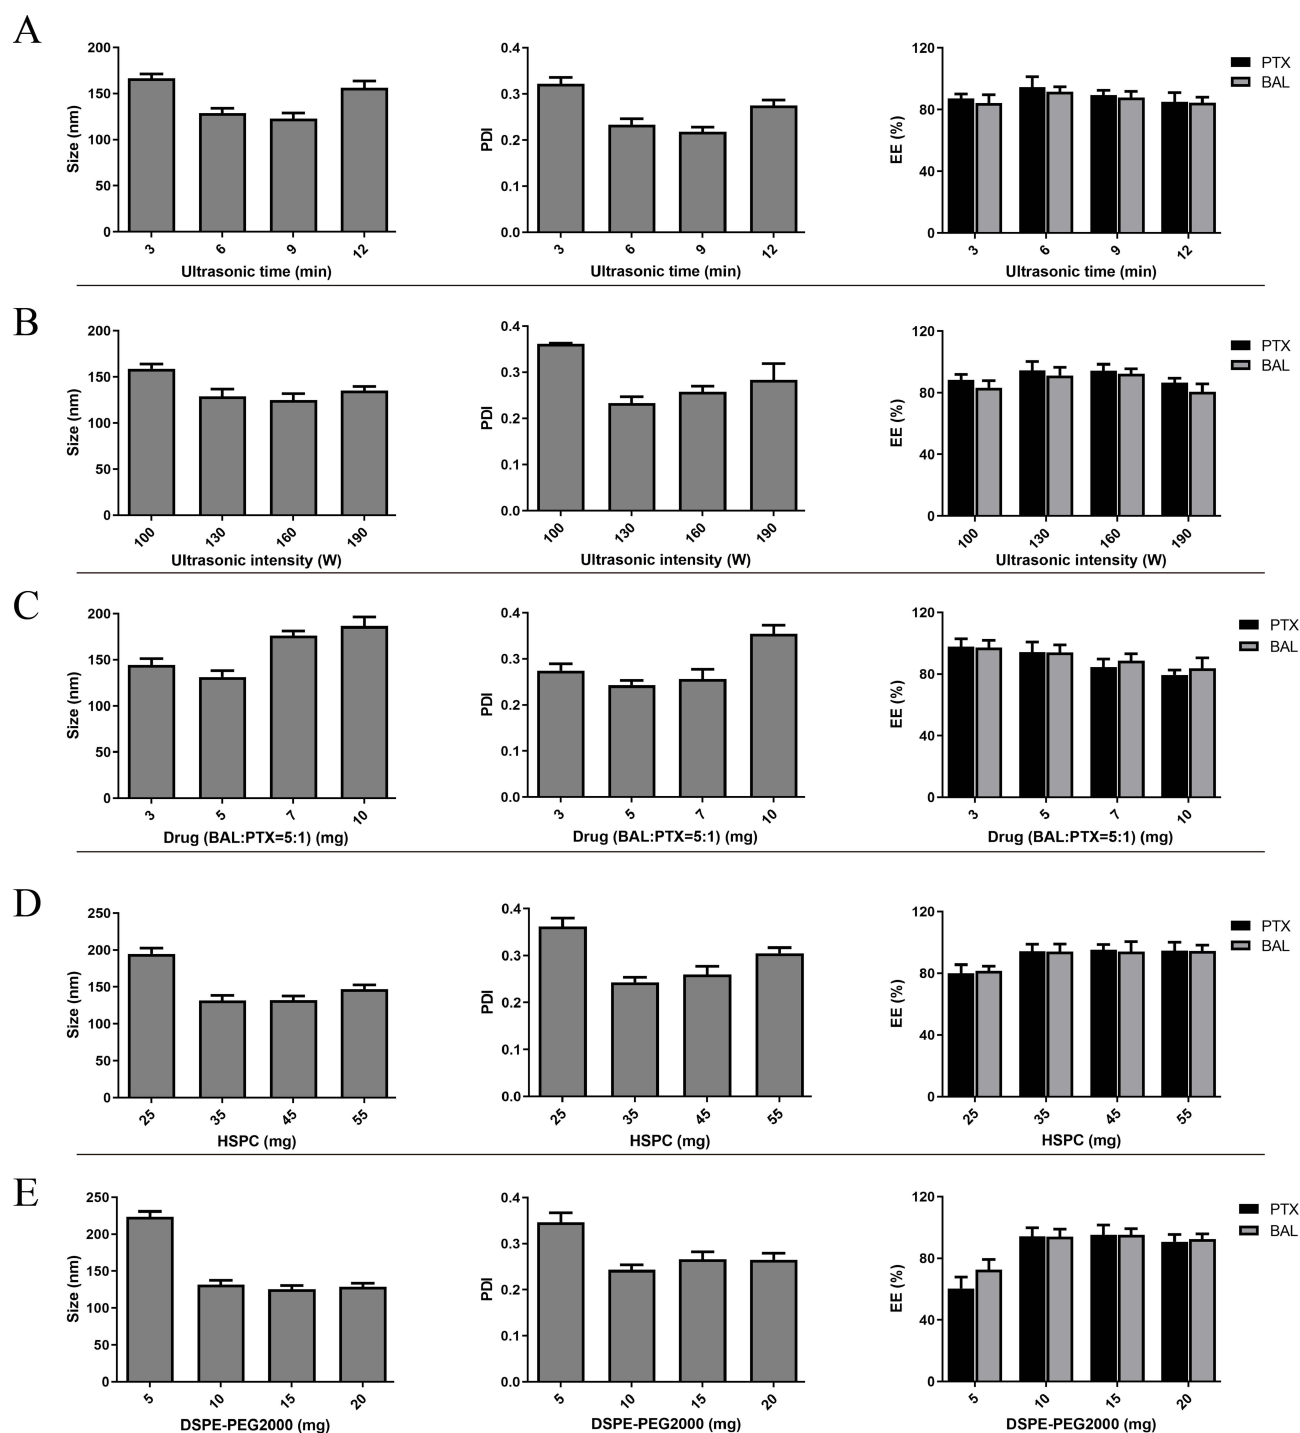 A
200
150
100
50
0
Size (nm)
3 6 9 12
Ultrasonic time (min)
0.4
0.3
0.2
0.1
0.0
PDI
3 6 9 12
Ultrasonic time (min)
120
80
40
0
EE (%)
3 6 9 12
Ultrasonic time (min)
PTX
BAL
B
200
150
100
50
0
Size (nm)
100 130 160 190
Ultrasonic intensity (W)
0.4
0.3
0.2
0.1
0.0
PDI
100 130 160 190
Ultrasonic intensity (W)
120
80
40
0
EE (%)
100 130 160 190
Ultrasonic intensity (W)
PTX
BAL
C
200
150
100
50
0
Size (nm)
3 5 7 10
Drug (BAL:PTX=5:1) (mg)
0.4
0.3
0.2
0.1
0.0
PDI
3 5 7 10
Drug (BAL:PTX=5:1) (mg)
120
80
40
0
EE (%)
3 5 7 10
Drug (BAL:PTX=5:1) (mg)
PTX
BAL
D
250
200
150
100
50
0
Size (nm)
25 35 45 55
HSPC (mg)
0.4
0.3
0.2
0.1
0.0
PDI
25 35 45 55
HSPC (mg)
120
80
40
0
EE (%)
25 35 45 55
HSPC (mg)
PTX
BAL
E
250
200
150
100
50
0
Size (nm)
5 10 15 20
DSPE-PEG2000 (mg)
0.4
0.3
0.2
0.1
0.0
PDI
5 10 15 20
DSPE-PEG2000 (mg)
120
80
40
0
EE (%)
5 10 15 20
DSPE-PEG2000 (mg)
PTX
BAL